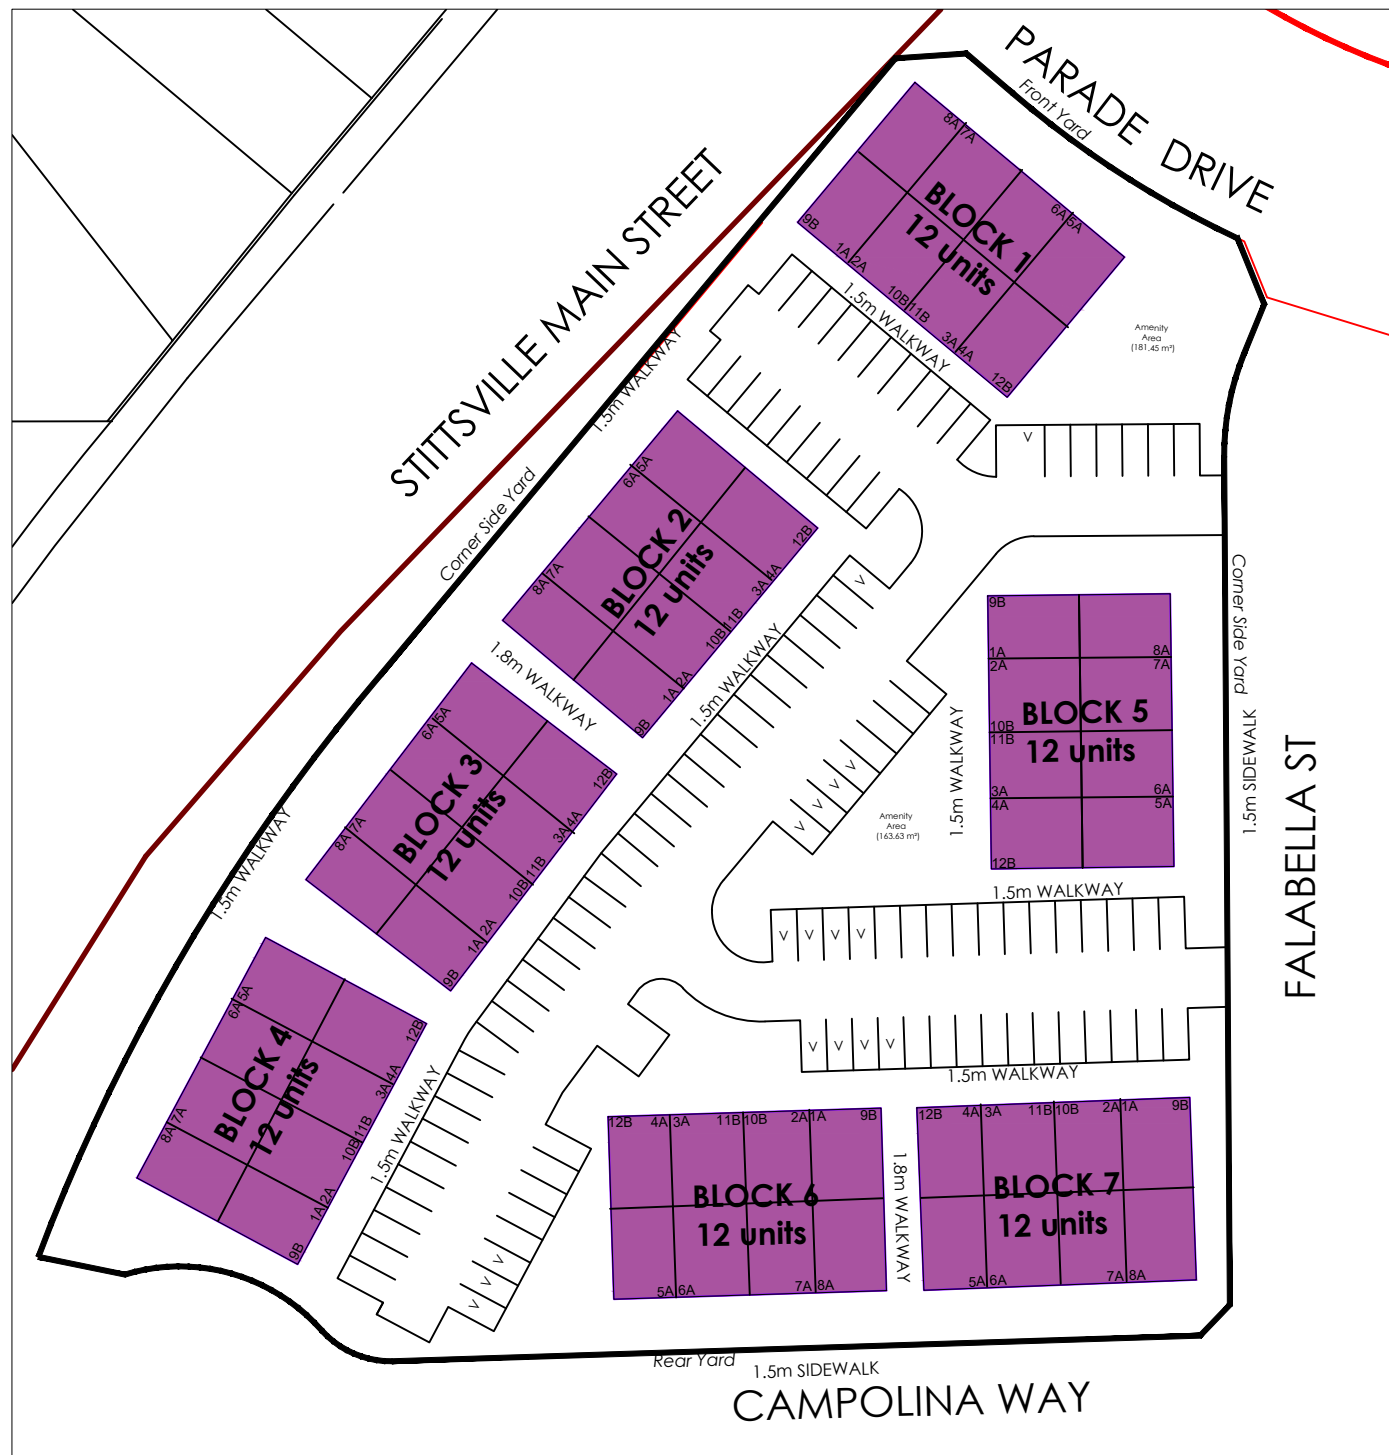 PARADE DRIVE
Front Yard
STITTSVILLE MAIN STREET
8A 7A
6A 5A
BLOCK 1
12 units
9B
1A 2A
10B 11B
3A 4A
12B
1.5m WALKWAY
Amenity
Area
(181.45 m²)
1.5m WALKWAY
Corner Side Yard
V
6A 5A
8A 7A
BLOCK 2
12 units
12B
3A 4A
10B 11B
1A 2A
9B
V
1.5m WALKWAY
1.8m WALKWAY
6A 5A
8A 7A
BLOCK 3
12 units
12B
3A 4A
10B 11B
1A 2A
9B
1.5m WALKWAY
6A 5A
8A 7A
BLOCK 4
12 units
12B
3A 4A
10B 11B
1A 2A
9B
1.5m WALKWAY
V
V
V
V
V
V
Amenity
Area
(163.63 m²)
1.5m WALKWAY
9B
1A 8A
2A 7A
BLOCK 5
10B
11B
12 units
3A 6A
4A 5A
12B
Corner Side Yard
1.5m SIDEWALK
FALABELLA ST
1.5m WALKWAY
V V V V
V V V V
1.5m WALKWAY
12B 4A 3A 11B 10B 2A 1A 9B
BLOCK 6
12 units
5A 6A 7A 8A
1.8m WALKWAY
12B 4A 3A 11B 10B 2A 1A 9B
BLOCK 7
12 units
5A 6A 7A 8A
Rear Yard
1.5m SIDEWALK
CAMPOLINA WAY